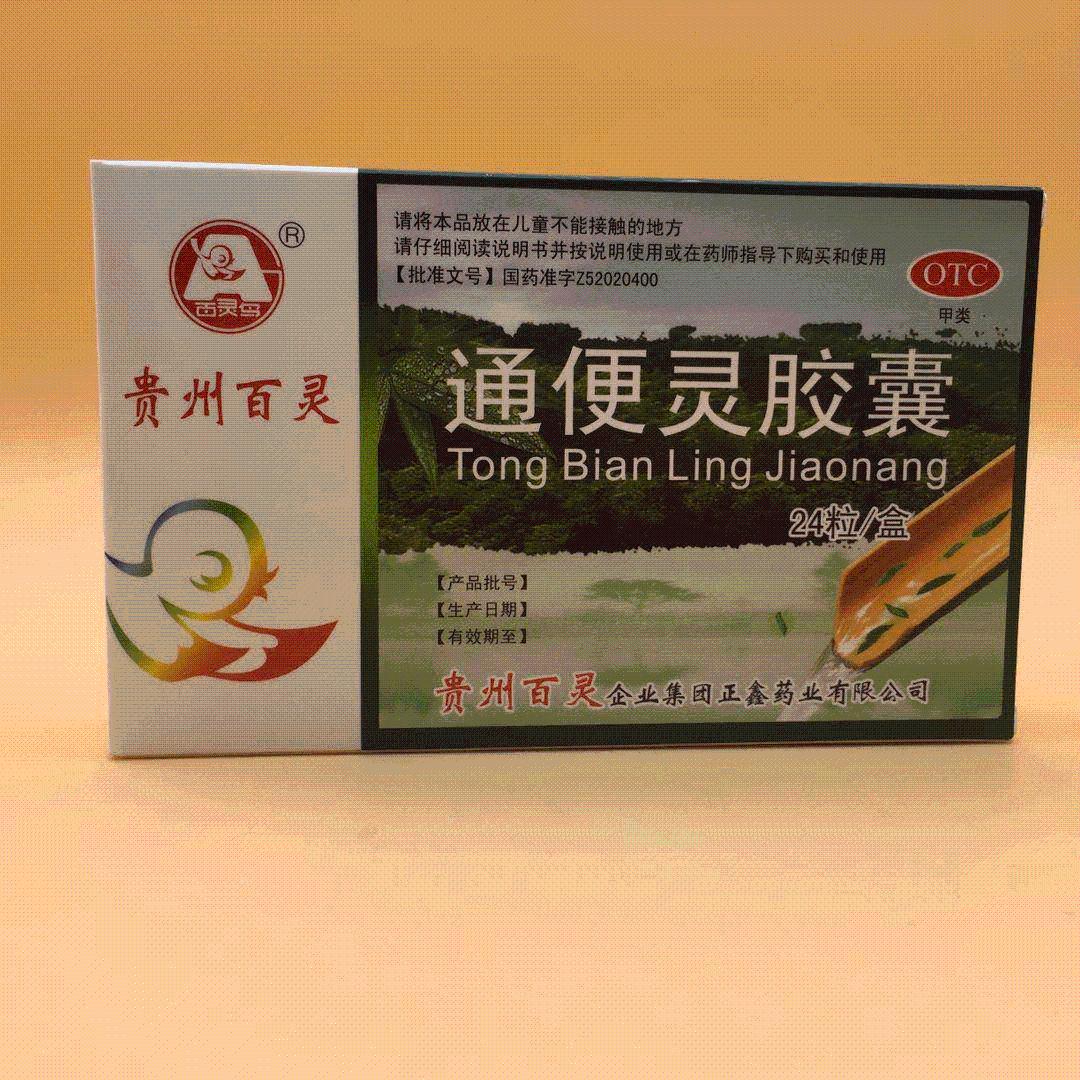 百灵鸟
®
贵州百灵
请将本品放在儿童不能接触的地方
请仔细阅读说明书并按说明使用或在药师指导下购买和使用
【批准文号】国药准字Z52020400
OTC
甲类
通便灵胶囊
Tong Bian Ling Jiaonang
24粒/盒
【产品批号】
【生产日期】
【有效期至】
贵州百灵企业集团正鑫药业有限公司